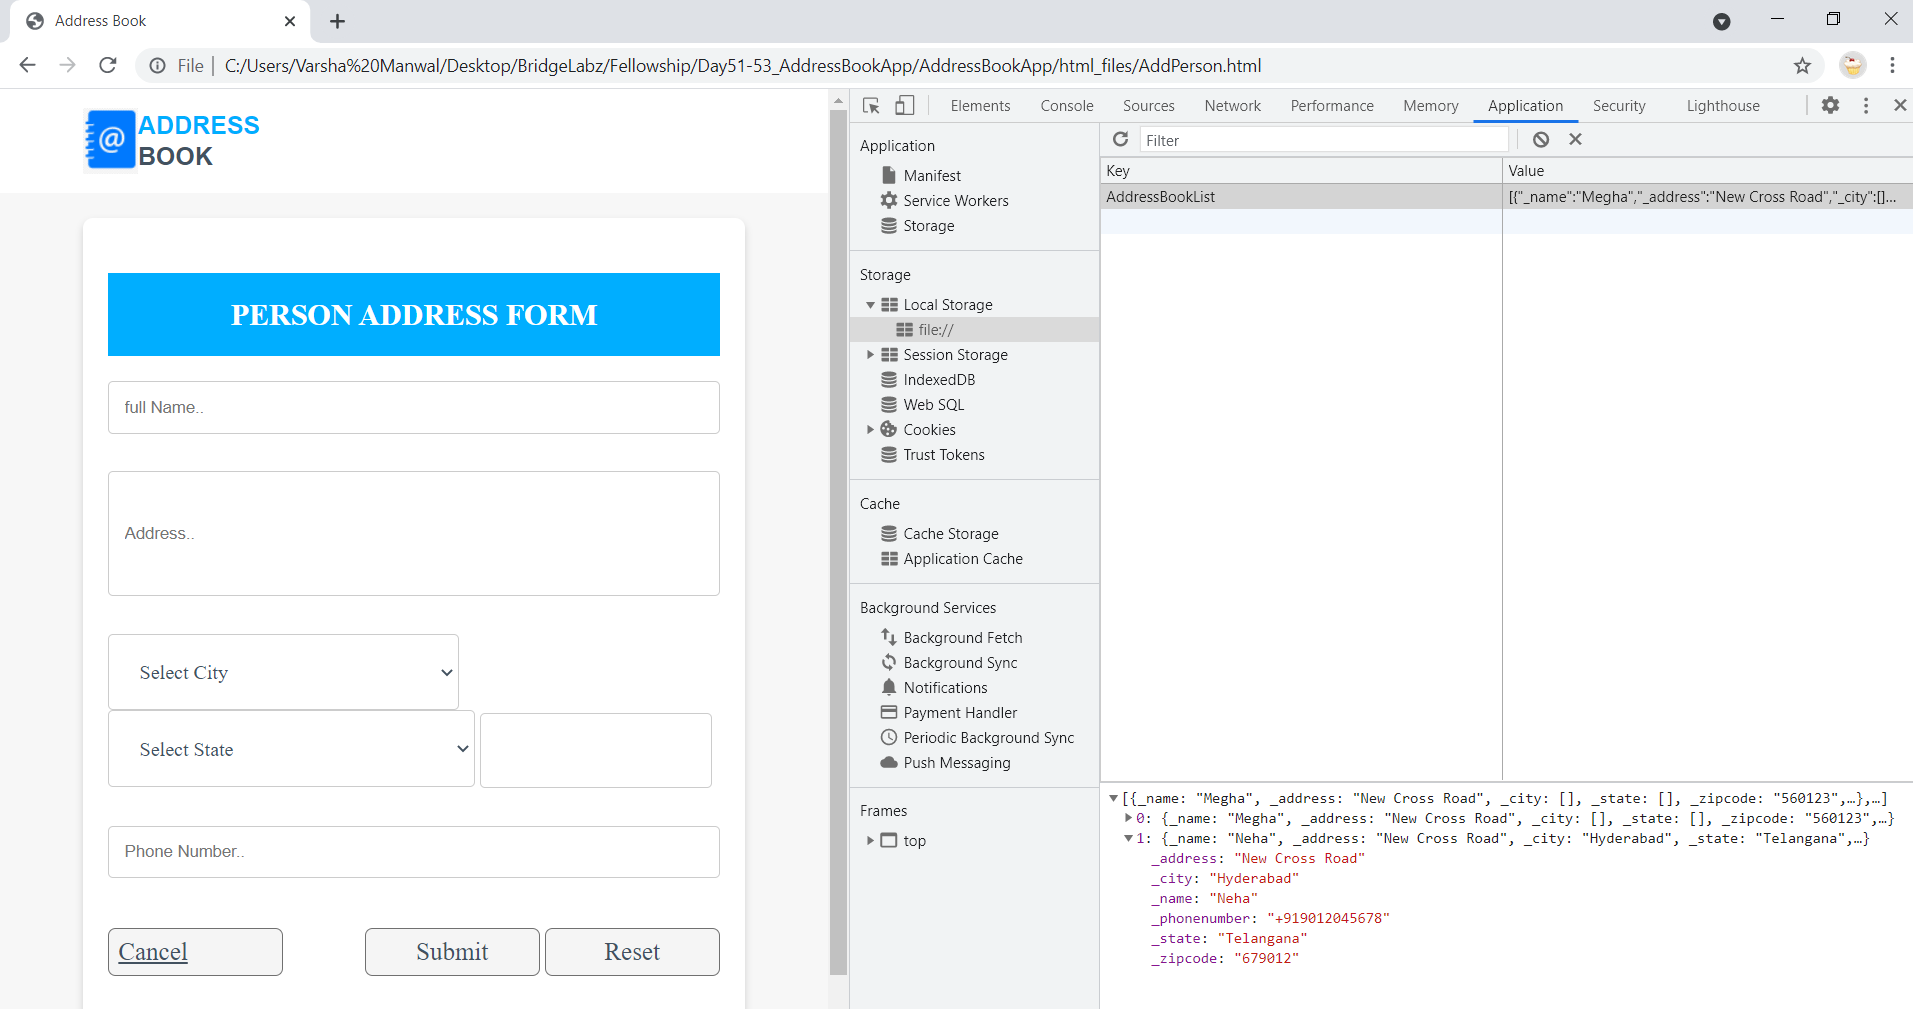 Address Book
File | C:/Users/Varsha%20Manwal/Desktop/BridgeLabz/Fellowship/Day51-53_AddressBookApp/AddressBookApp/html_files/AddPerson.html
@
ADDRESS
BOOK
PERSON ADDRESS FORM
full Name..
Address..
Select City
Select State
Phone Number..
Cancel Submit Reset
Elements Console Sources Network Performance Memory Application Security Lighthouse
Application
Manifest
Service Workers
Storage
Storage
Local Storage
file://
Session Storage
IndexedDB
Web SQL
Cookies
Trust Tokens
Cache
Cache Storage
Application Cache
Background Services
Background Fetch
Background Sync
Notifications
Payment Handler
Periodic Background Sync
Push Messaging
Frames
top
Filter
Key Value
AddressBookList [{"_name":"Megha","_address":"New Cross Road","_city":[]...
[{_name: "Megha", _address: "New Cross Road", _city: [], _state: [], _zipcode: "560123",…},…]
0: {_name: "Megha", _address: "New Cross Road", _city: [], _state: [], _zipcode: "560123",…}
1: {_name: "Neha", _address: "New Cross Road", _city: "Hyderabad", _state: "Telangana",…}
_address: "New Cross Road"
_city: "Hyderabad"
_name: "Neha"
_phonenumber: "+919012045678"
_state: "Telangana"
_zipcode: "679012"